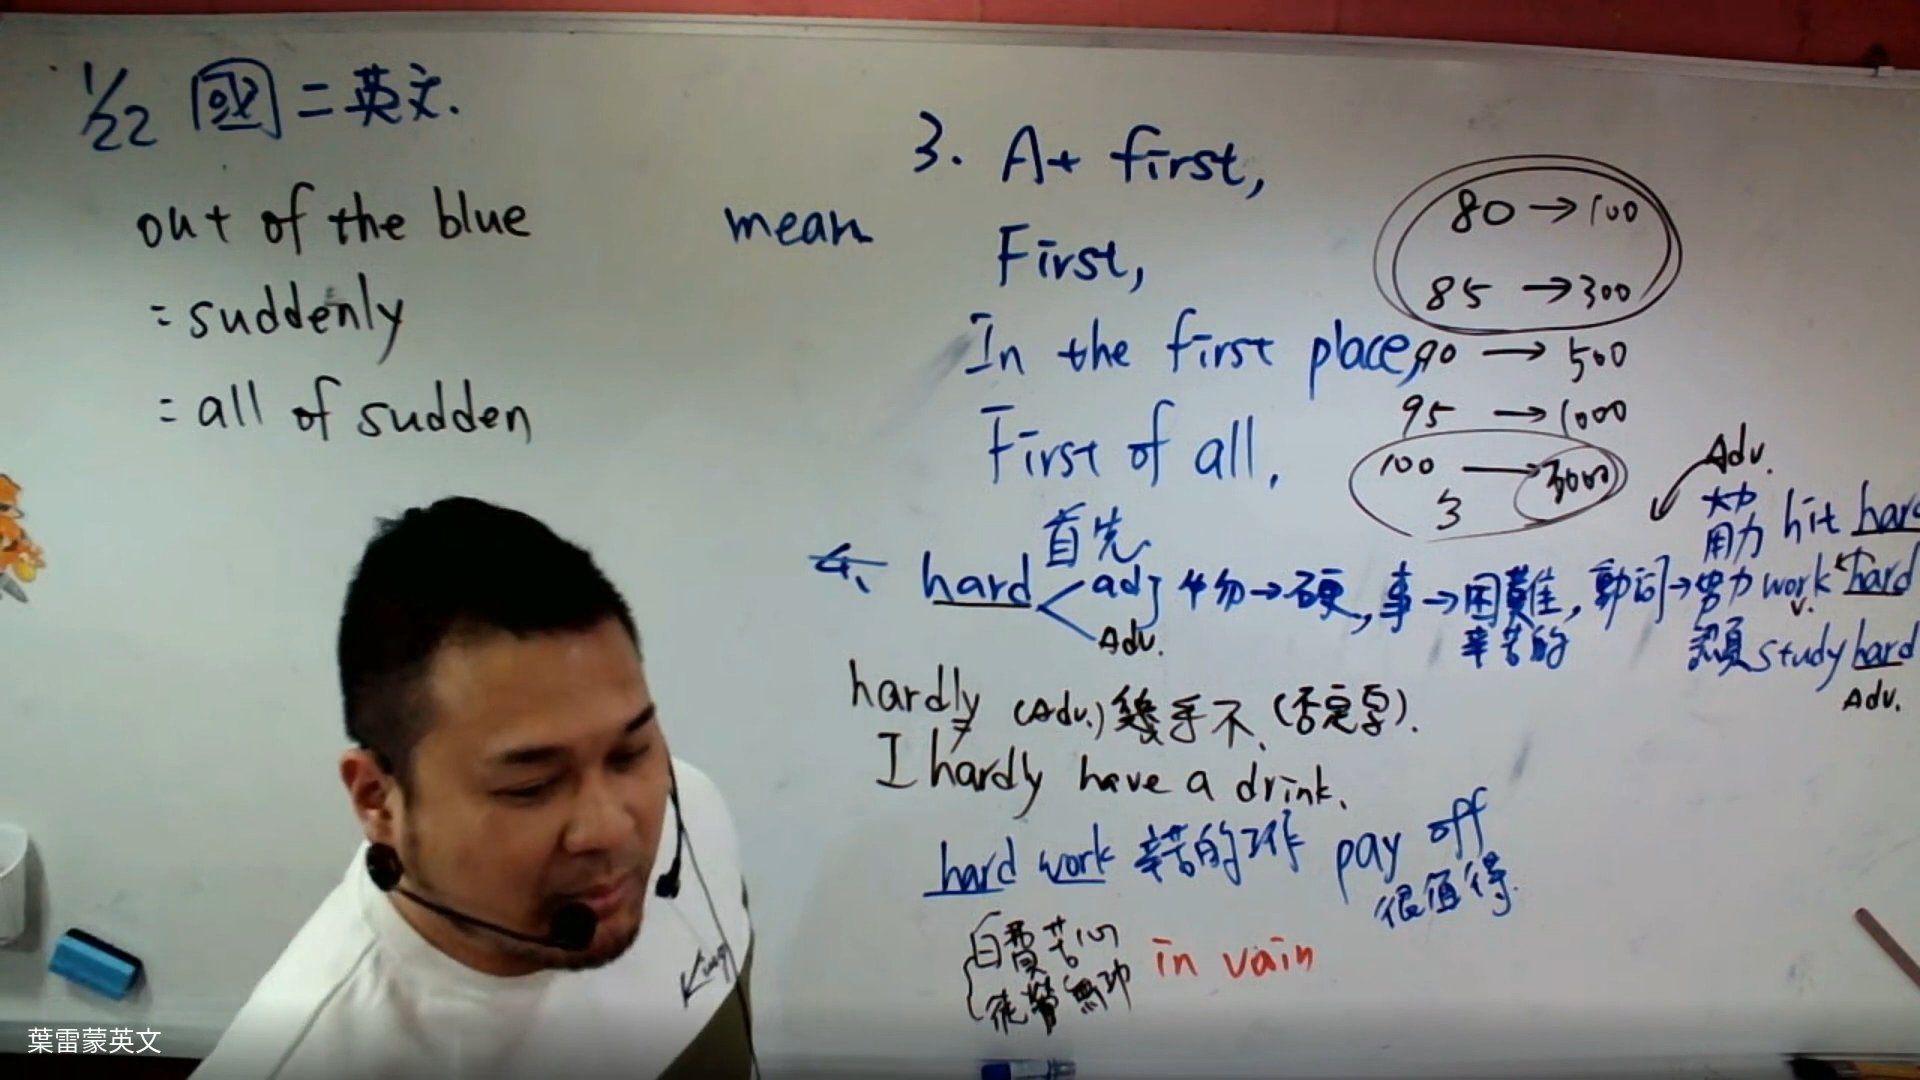 1/22 國二英文.
out of the blue
= suddenly
= all of sudden
mean
3. At first,
First,
In the first place,
First of all,
首先
80 → 100
85 → 300
90 → 500
95 → 1000
100 → 3000
3
4. hard adj 物→硬, 事→困難, 動詞→努力 work hard
辛苦的
Adv.
Adv.
用力 hit hard
認真 study hard
Adv.
v.
hardly (Adv.) 幾乎不 (否定字).
I hardly have a drink.
hard work 辛苦的工作 pay off
很值得.
白費苦心
徒勞無功
in vain
King
葉雷蒙英文